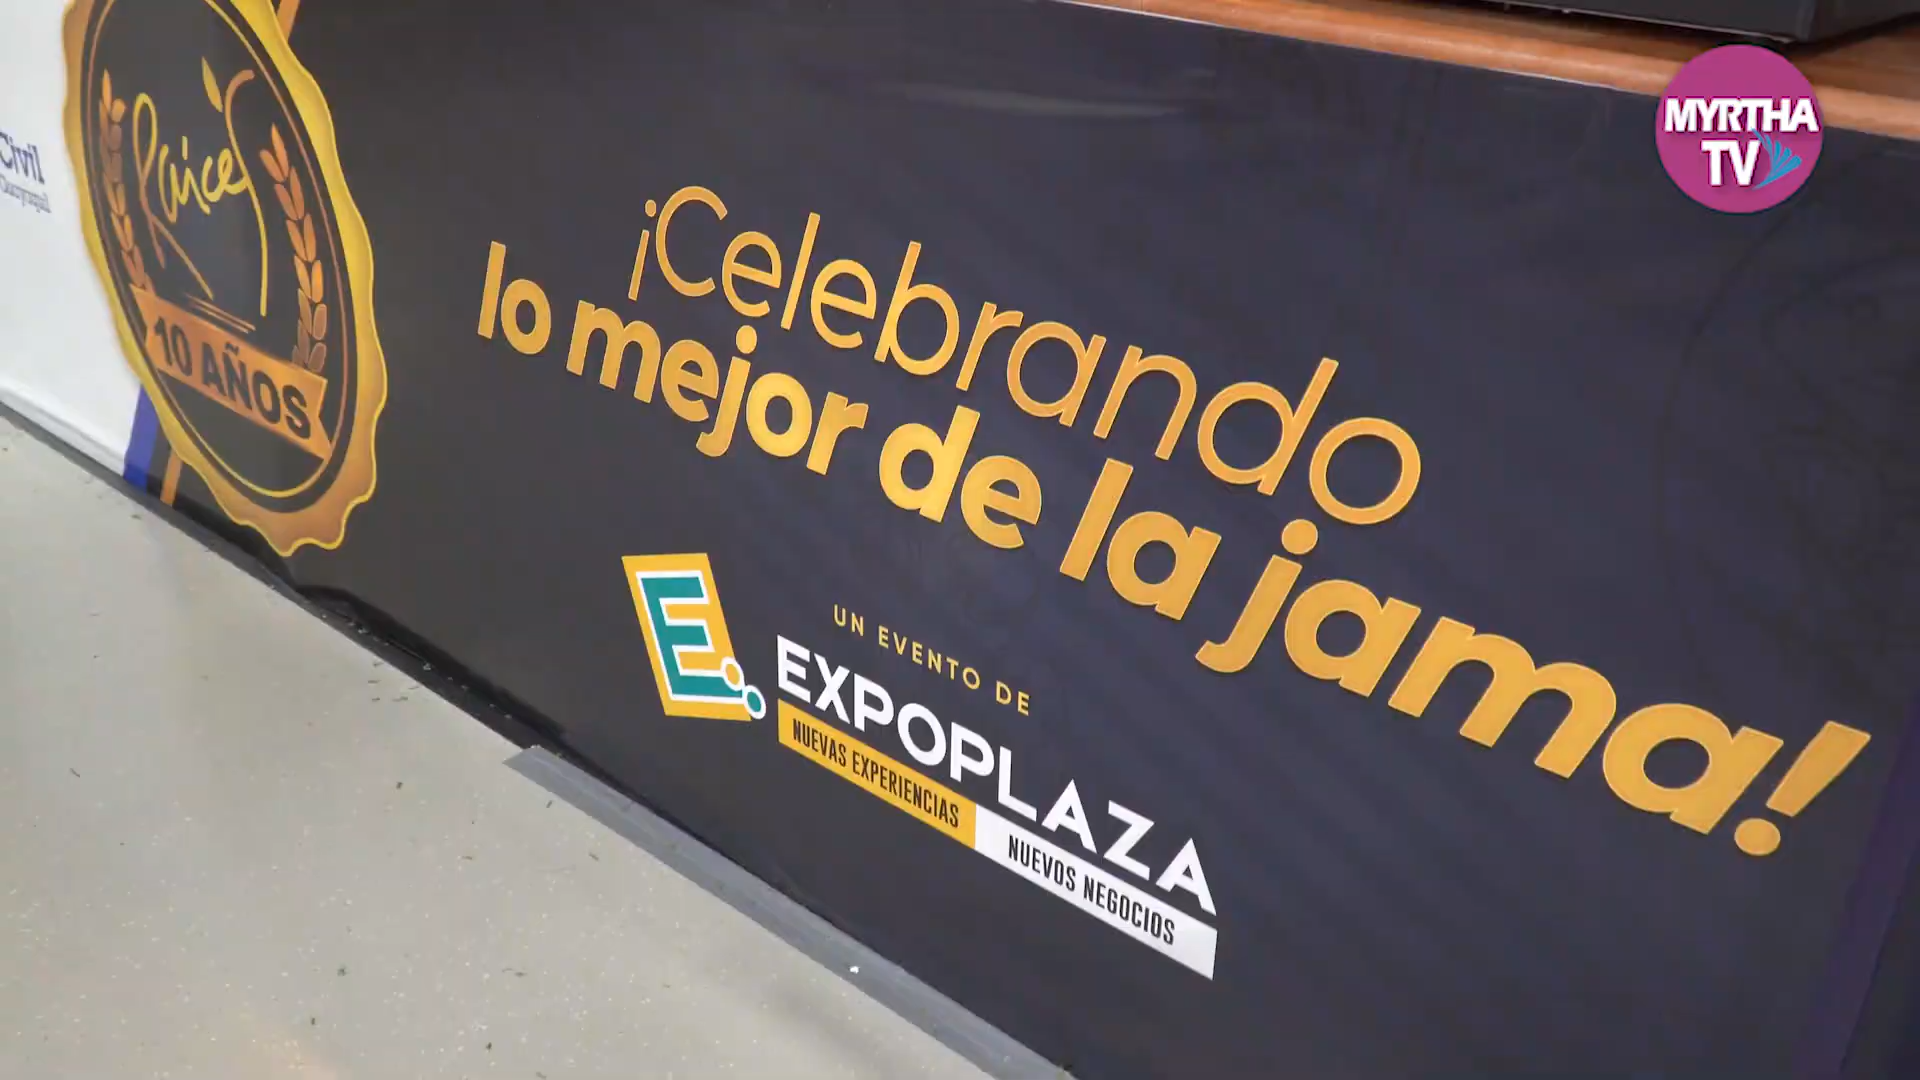 MYRTHA
TV
Civil
Guayaquil
Raíces
10 AÑOS
¡Celebrando
lo mejor de la jama!
UN EVENTO DE
E
EXPOPLAZA
NUEVAS EXPERIENCIAS
NUEVOS NEGOCIOS